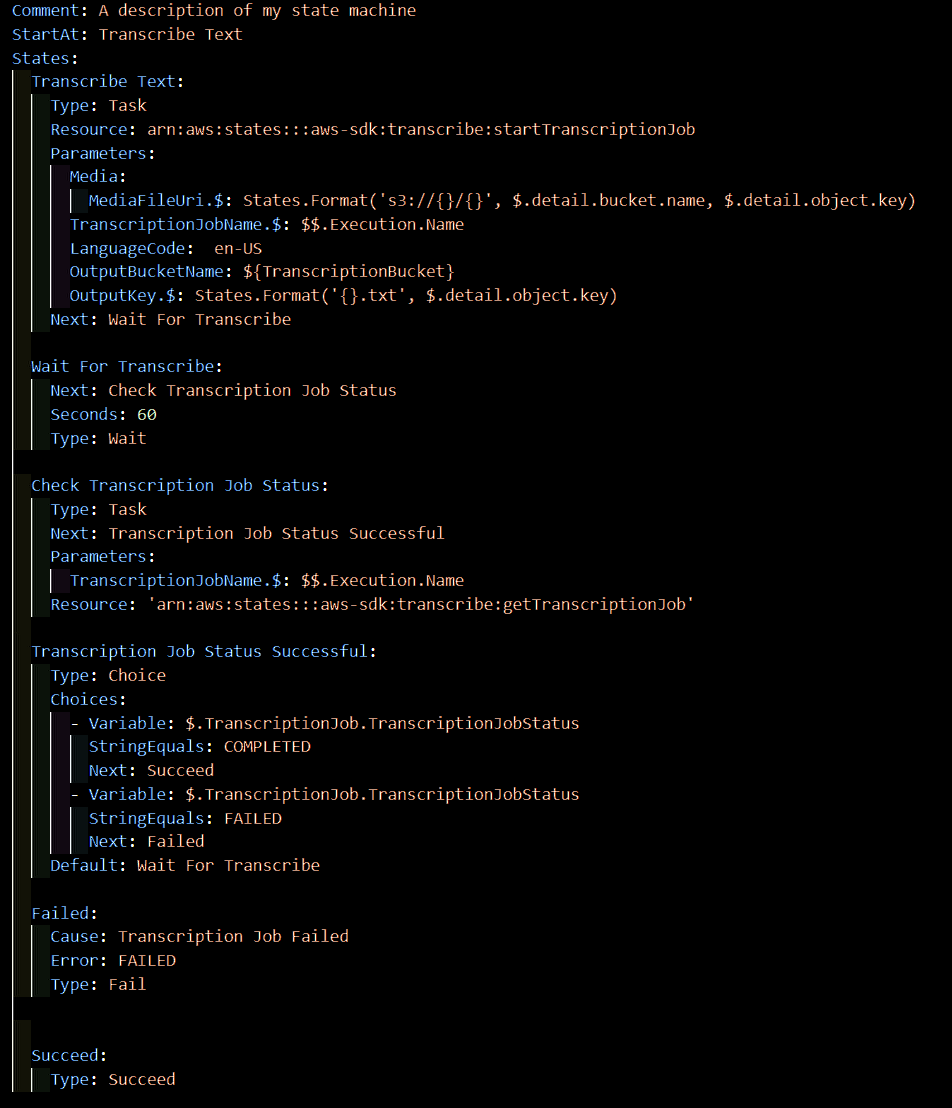 Comment: A description of my state machine
StartAt: Transcribe Text
States:
  Transcribe Text:
    Type: Task
    Resource: arn:aws:states:::aws-sdk:transcribe:startTranscriptionJob
    Parameters:
      Media:
        MediaFileUri.$: States.Format('s3://{}/{}', $.detail.bucket.name, $.detail.object.key)
      TranscriptionJobName.$: $$.Execution.Name
      LanguageCode:  en-US
      OutputBucketName: ${TranscriptionBucket}
      OutputKey.$: States.Format('{}.txt', $.detail.object.key)
    Next: Wait For Transcribe

  Wait For Transcribe:
    Next: Check Transcription Job Status
    Seconds: 60
    Type: Wait

  Check Transcription Job Status:
    Type: Task
    Next: Transcription Job Status Successful
    Parameters:
      TranscriptionJobName.$: $$.Execution.Name
    Resource: 'arn:aws:states:::aws-sdk:transcribe:getTranscriptionJob'

  Transcription Job Status Successful:
    Type: Choice
    Choices:
      - Variable: $.TranscriptionJob.TranscriptionJobStatus
        StringEquals: COMPLETED
        Next: Succeed
      - Variable: $.TranscriptionJob.TranscriptionJobStatus
        StringEquals: FAILED
        Next: Failed
    Default: Wait For Transcribe

  Failed:
    Cause: Transcription Job Failed
    Error: FAILED
    Type: Fail


  Succeed:
    Type: Succeed